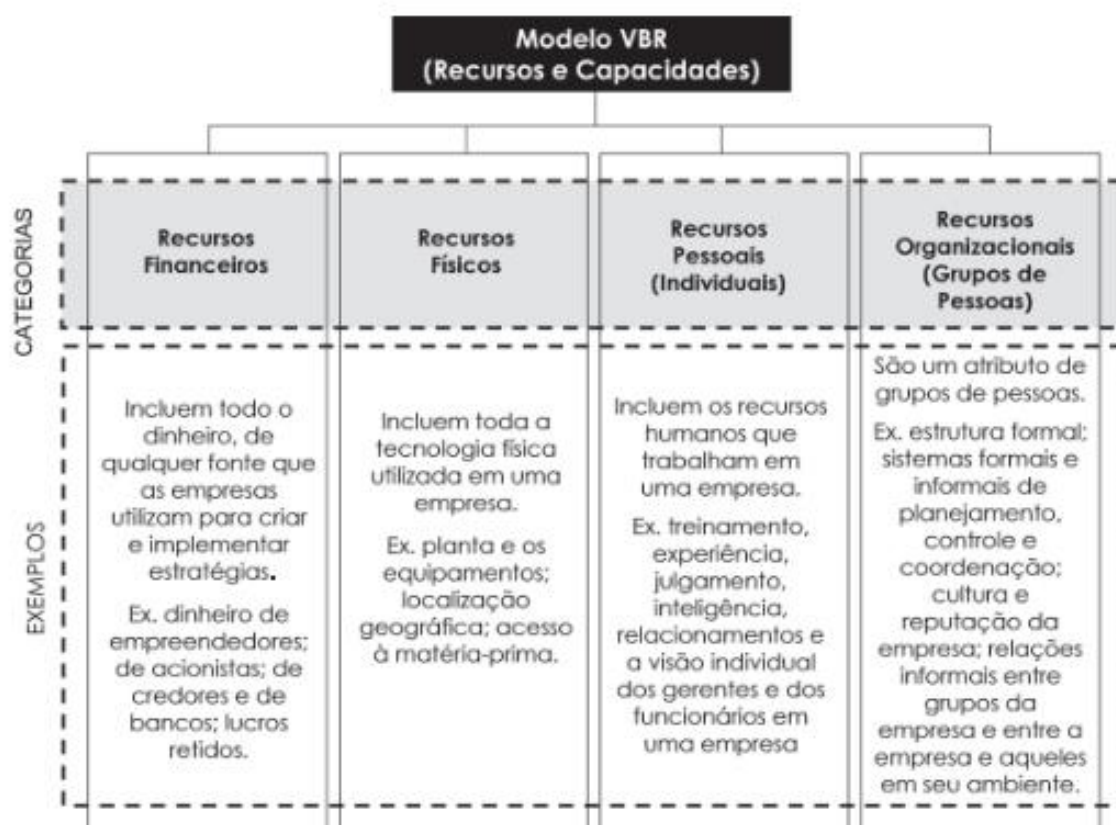 Modelo VBR
(Recursos e Capacidades)
CATEGORIAS
Recursos
Financeiros
Recursos
Físicos
Recursos
Pessoais
(Individuais)
Recursos
Organizacionais
(Grupos de
Pessoas)
EXEMPLOS
Incluem todo o
dinheiro, de
qualquer fonte que
as empresas
utilizam para criar
e implementar
estratégias.
Ex. dinheiro de
empreendedores;
de acionistas; de
credores e de
bancos; lucros
retidos.
Incluem toda a
tecnologia física
utilizada em uma
empresa.
Ex. planta e os
equipamentos;
localização
geográfica; acesso
à matéria-prima.
Incluem os recursos
humanos que
trabalham em
uma empresa.
Ex. treinamento,
experiência,
julgamento,
inteligência,
relacionamentos e
a visão individual
dos gerentes e dos
funcionários em
uma empresa
São um atributo de
grupos de pessoas.
Ex. estrutura formal;
sistemas formais e
informais de
planejamento,
controle e
coordenação;
cultura e
reputação da
empresa; relações
informais entre
grupos da
empresa e entre a
empresa e aqueles
em seu ambiente.